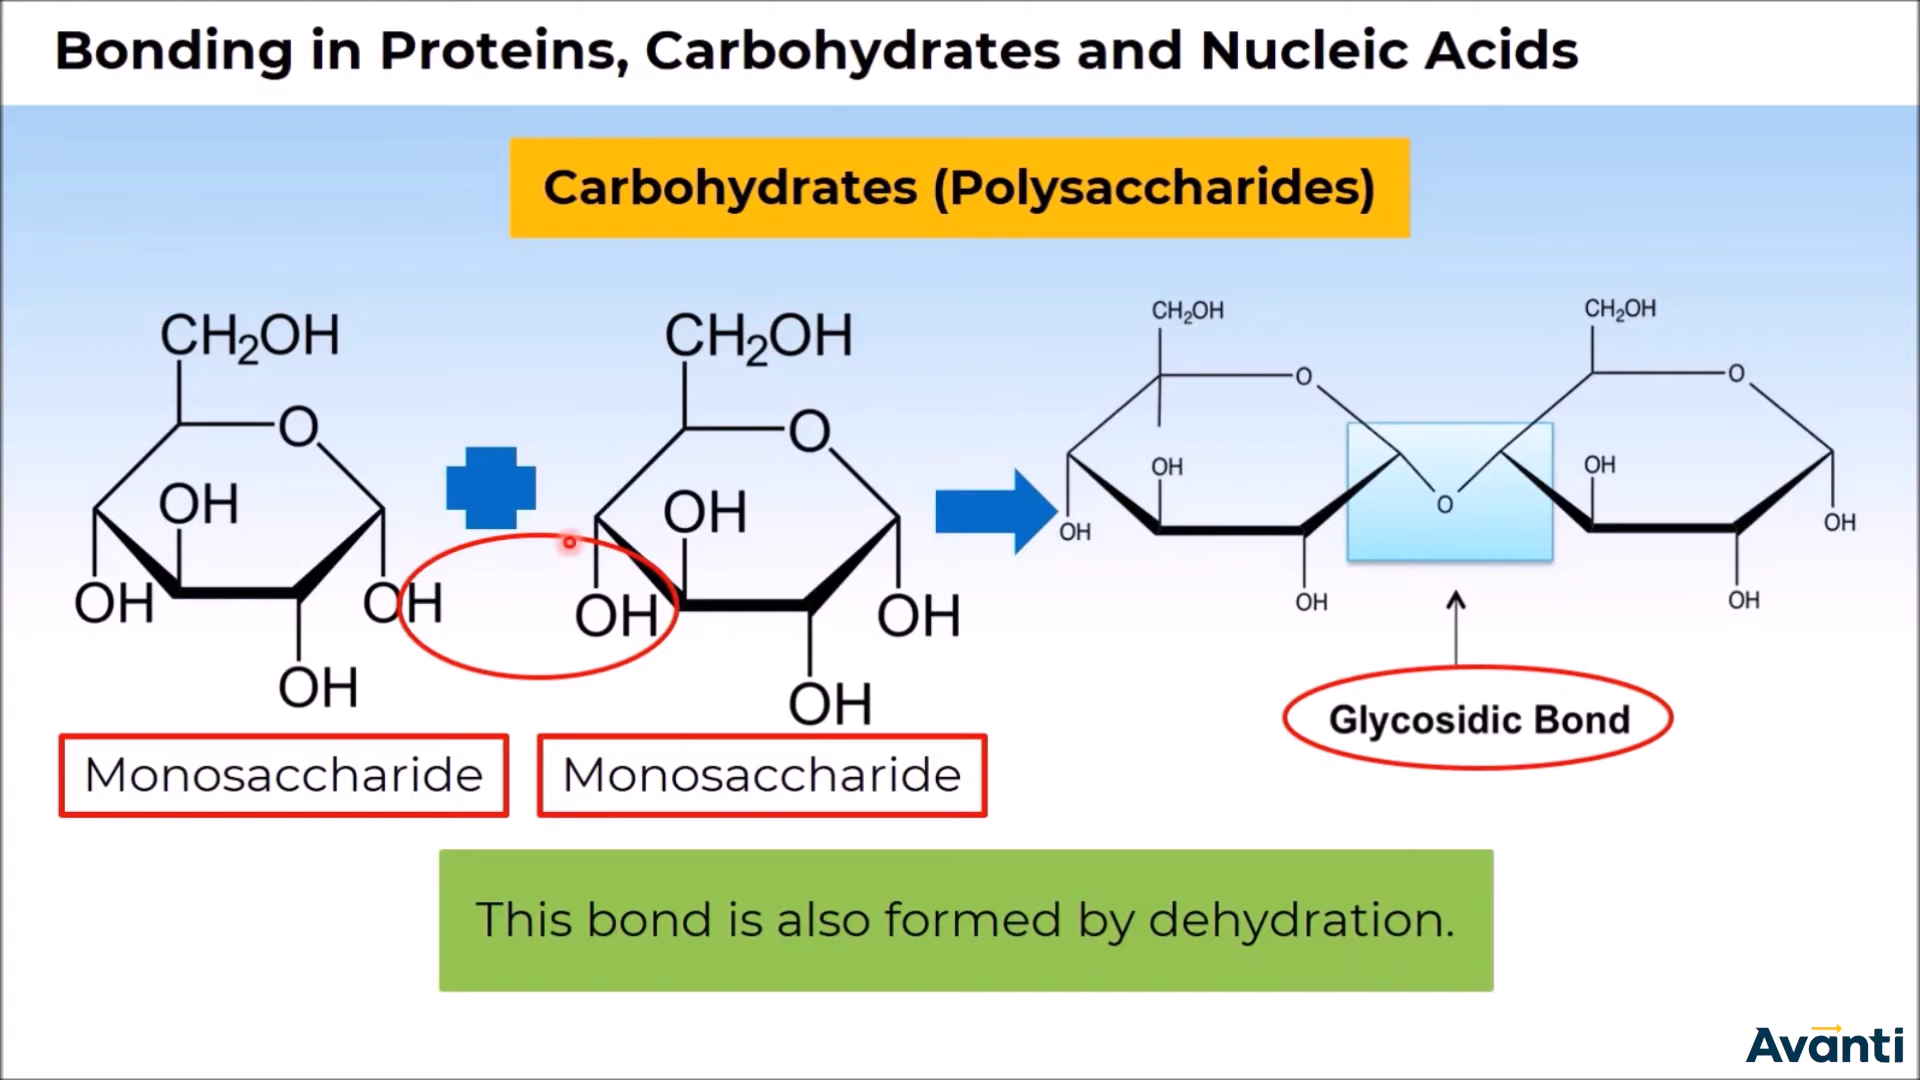 Bonding in Proteins, Carbohydrates and Nucleic Acids
Carbohydrates (Polysaccharides)
CH₂OH
O
OH
OH
OH
OH
CH₂OH
O
OH
OH
OH
OH
CH₂OH
O
OH
OH
OH
O
CH₂OH
O
OH
OH
OH
Glycosidic Bond
Monosaccharide
Monosaccharide
This bond is also formed by dehydration.
Avanti